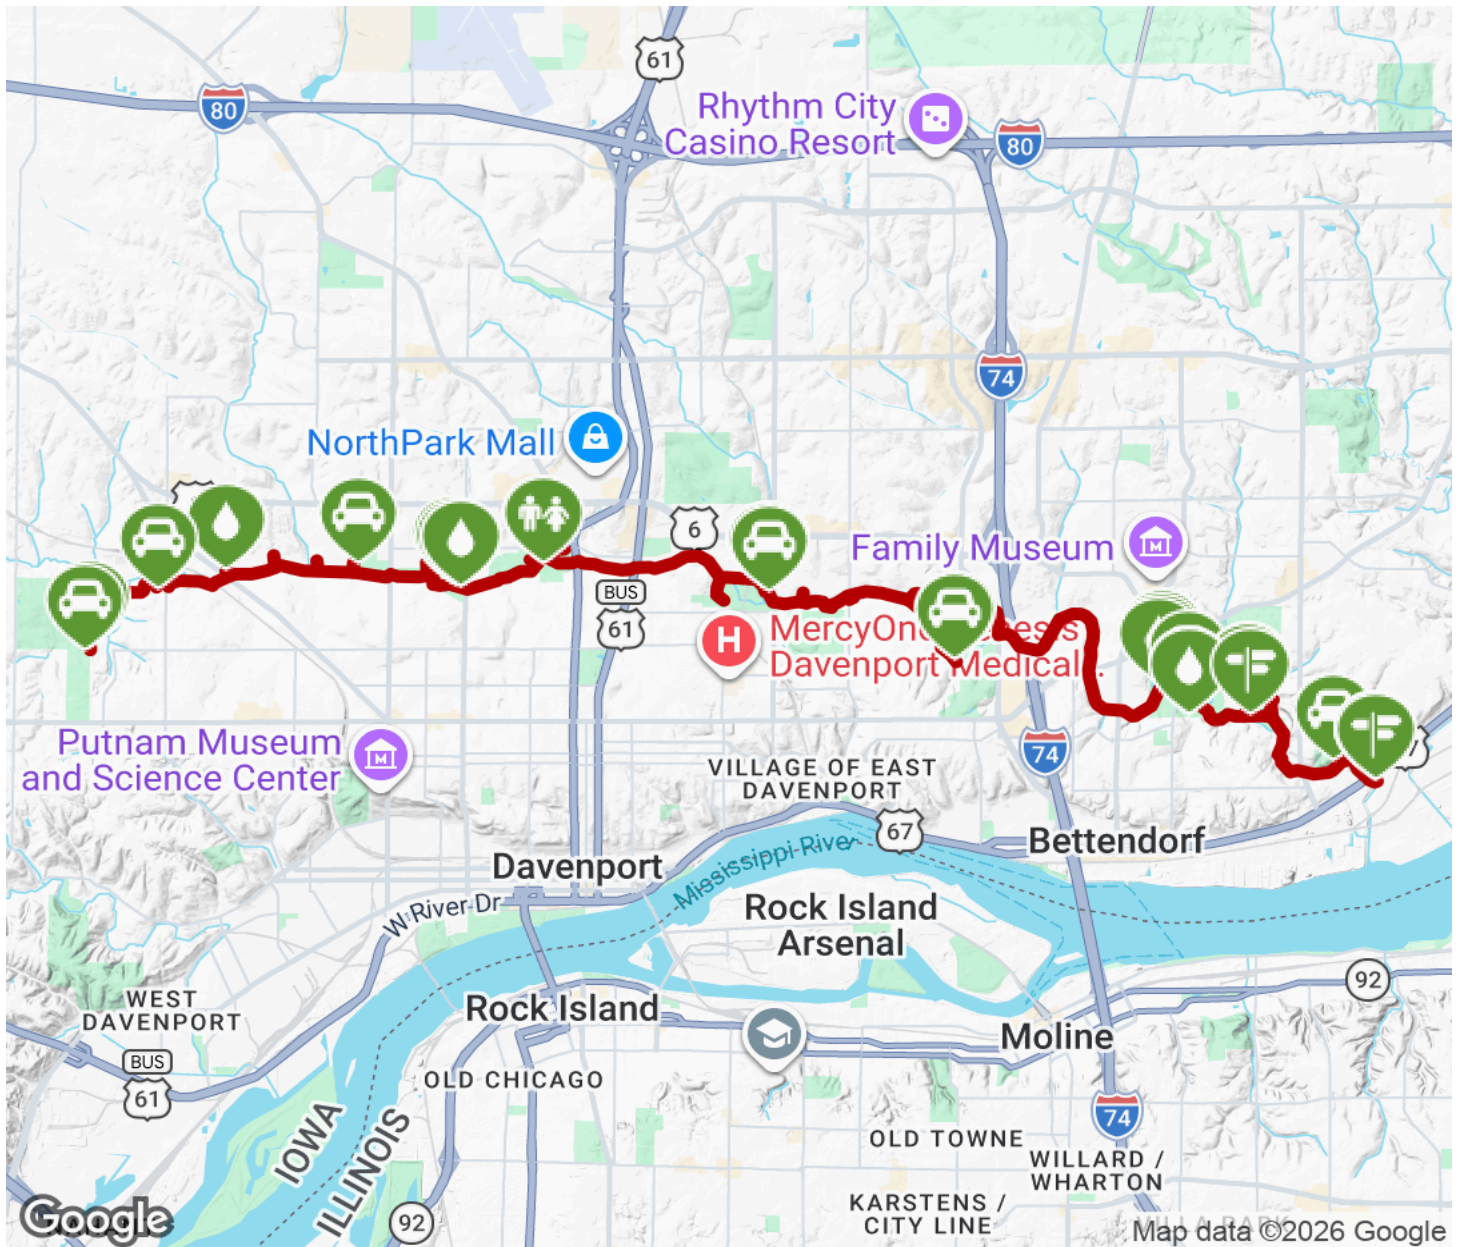 61
80
Rhythm City
Casino Resort
80
74
NorthPark Mall
6
Family Museum
BUS
61
MercyOne Genesis
Davenport Medical...
Putnam Museum
and Science Center
74
VILLAGE OF EAST
DAVENPORT
67
Bettendorf
Davenport
Mississippi River
Rock Island
Arsenal
W River Dr
92
WEST
DAVENPORT
Rock Island
Moline
BUS
61
OLD CHICAGO
74
IOWA
ILLINOIS
OLD TOWNE
WILLARD /
WHARTON
KARSTENS /
CITY LINE
92
Google
Map data ©2026 Google